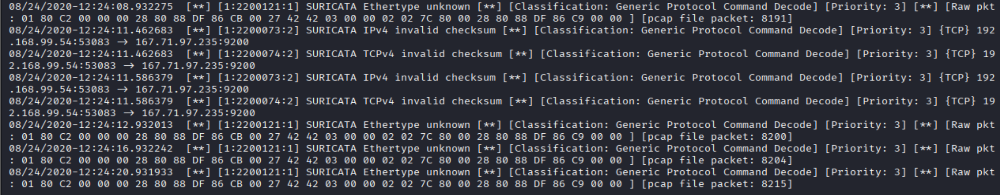 08/24/2020-12:24:08.932275  [**] [1:2200121:1] SURICATA Ethertype unknown [**] [Classification: Generic Protocol Command Decode] [Priority: 3] [**] [Raw pkt
: 01 80 C2 00 00 00 28 80 88 DF 86 CB 00 27 42 42 03 00 00 02 02 7C 80 00 28 80 88 DF 86 C9 00 00 ] [pcap file packet: 8191]
08/24/2020-12:24:11.462683  [**] [1:2200073:2] SURICATA IPv4 invalid checksum [**] [Classification: Generic Protocol Command Decode] [Priority: 3] {TCP} 192
.168.99.54:53083 → 167.71.97.235:9200
08/24/2020-12:24:11.462683  [**] [1:2200074:2] SURICATA TCPv4 invalid checksum [**] [Classification: Generic Protocol Command Decode] [Priority: 3] {TCP} 19
2.168.99.54:53083 → 167.71.97.235:9200
08/24/2020-12:24:11.586379  [**] [1:2200073:2] SURICATA IPv4 invalid checksum [**] [Classification: Generic Protocol Command Decode] [Priority: 3] {TCP} 192
.168.99.54:53083 → 167.71.97.235:9200
08/24/2020-12:24:11.586379  [**] [1:2200074:2] SURICATA TCPv4 invalid checksum [**] [Classification: Generic Protocol Command Decode] [Priority: 3] {TCP} 19
2.168.99.54:53083 → 167.71.97.235:9200
08/24/2020-12:24:12.932013  [**] [1:2200121:1] SURICATA Ethertype unknown [**] [Classification: Generic Protocol Command Decode] [Priority: 3] [**] [Raw pkt
: 01 80 C2 00 00 00 28 80 88 DF 86 CB 00 27 42 42 03 00 00 02 02 7C 80 00 28 80 88 DF 86 C9 00 00 ] [pcap file packet: 8200]
08/24/2020-12:24:16.932242  [**] [1:2200121:1] SURICATA Ethertype unknown [**] [Classification: Generic Protocol Command Decode] [Priority: 3] [**] [Raw pkt
: 01 80 C2 00 00 00 28 80 88 DF 86 CB 00 27 42 42 03 00 00 02 02 7C 80 00 28 80 88 DF 86 C9 00 00 ] [pcap file packet: 8204]
08/24/2020-12:24:20.931933  [**] [1:2200121:1] SURICATA Ethertype unknown [**] [Classification: Generic Protocol Command Decode] [Priority: 3] [**] [Raw pkt
: 01 80 C2 00 00 00 28 80 88 DF 86 CB 00 27 42 42 03 00 00 02 02 7C 80 00 28 80 88 DF 86 C9 00 00 ] [pcap file packet: 8215]